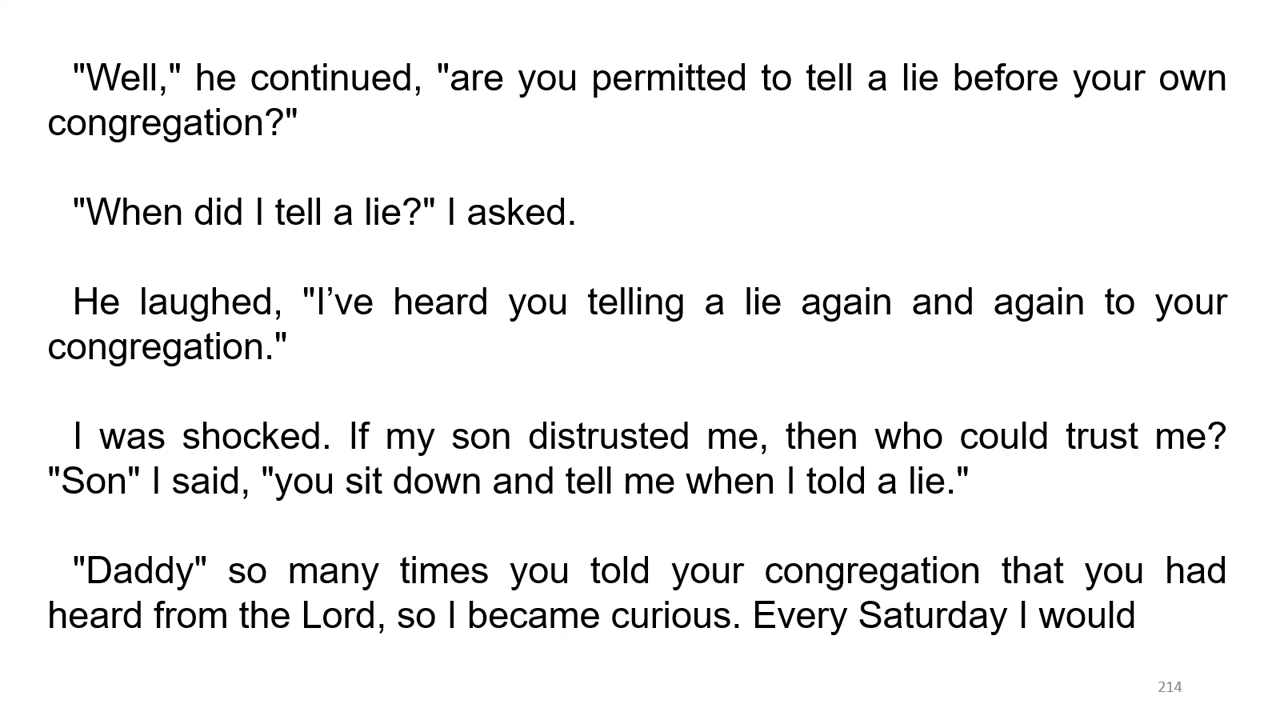 "Well," he continued, "are you permitted to tell a lie before your own
congregation?"
"When did I tell a lie?" I asked.
He laughed, "I’ve heard you telling a lie again and again to your
congregation."
I was shocked. If my son distrusted me, then who could trust me?
"Son" I said, "you sit down and tell me when I told a lie."
"Daddy" so many times you told your congregation that you had
heard from the Lord, so I became curious. Every Saturday I would
214